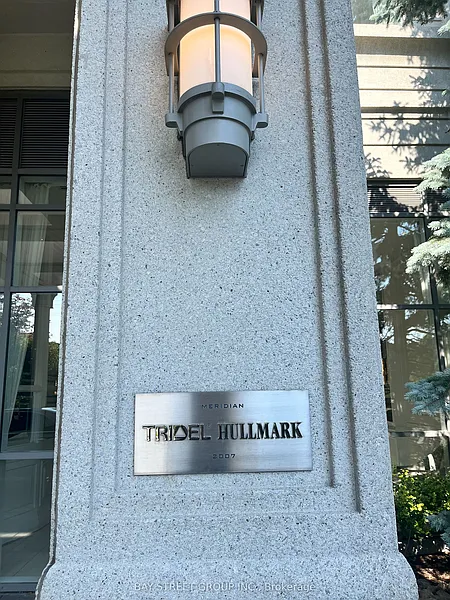 MERIDIAN
TRIDEL HULLMARK
2007
BAY STREET GROUP INC., Brokerage